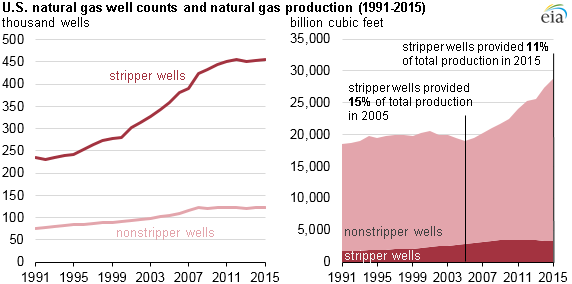 U.S. natural gas well counts and natural gas production (1991-2015)
thousand wells
500
450
400
350
300
250
200
150
100
50
0
1991 1995 1999 2003 2007 2011 2015
stripper wells
nonstripper wells
billion cubic feet
eia
35,000
30,000
25,000
20,000
15,000
10,000
5,000
0
1991 1995 1999 2003 2007 2011 2015
stripper wells provided 11%
of total production in 2015
stripper wells provided
15% of total production
in 2005
nonstripper wells
stripper wells